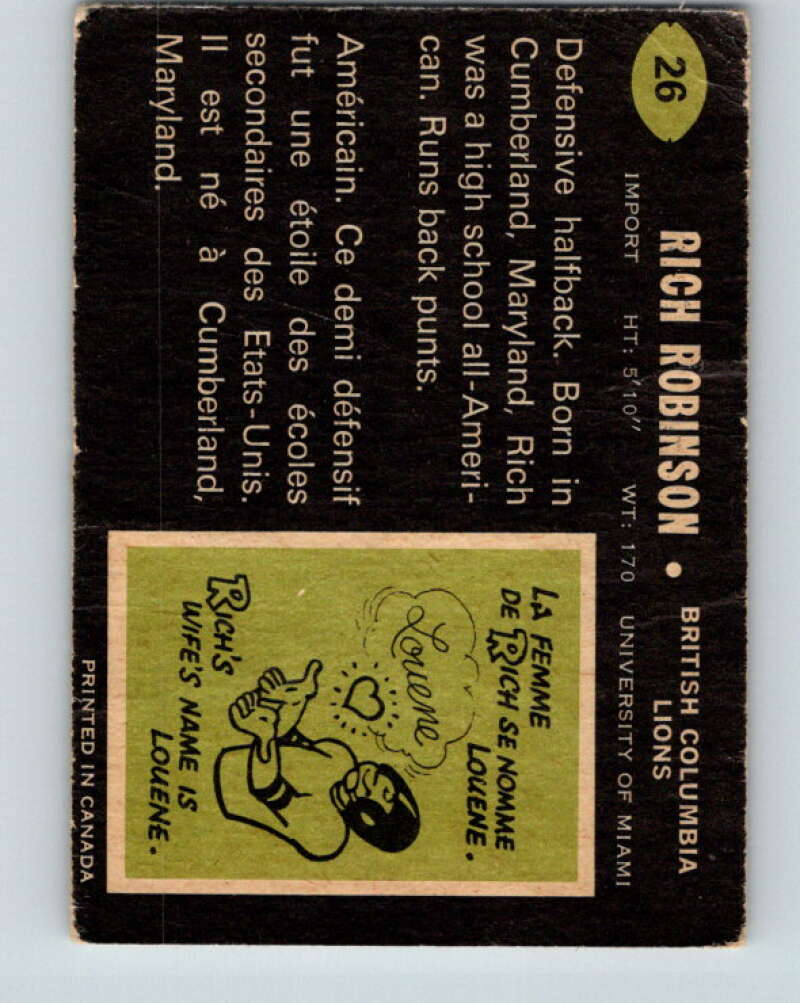 26
RICH ROBINSON • BRITISH COLUMBIA
LIONS
IMPORT HT: 5'10" WT: 170 UNIVERSITY OF MIAMI
Defensive halfback. Born in
Cumberland, Maryland, Rich
was a high school all-Ameri-
can. Runs back punts.
Américain. Ce demi défensif
fut une étoile des écoles
secondaires des Etats-Unis.
Il est né à Cumberland,
Maryland.
LA FEMME
DE RICH SE NOMME
LOUENE.
Louene
RICH'S
WIFE'S NAME IS
LOUENE.
PRINTED IN CANADA